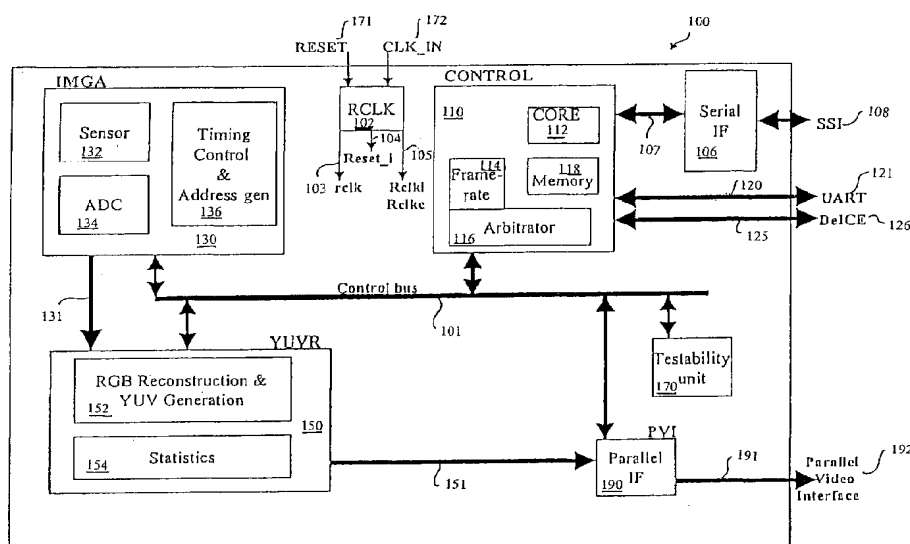 100
171
172
RESET
CLK_IN
IMGA
Sensor
132
Timing
Control
&
Address gen
136
ADC
134
130
RCLK
102
104
103
105
Reset_i
rclk
Rclki
Rclke
CONTROL
110
CORE
112
114
Frame-
rate
118
Memory
116
Arbitrator
107
Serial
IF
106
SSI
108
120
UART
121
DeICE
126
125
131
Control bus
101
YUVR
RGB Reconstruction &
YUV Generation
152
150
154
Statistics
151
Testability
unit
170
PVI
Parallel
IF
190
191
Parallel
Video
Interface
192